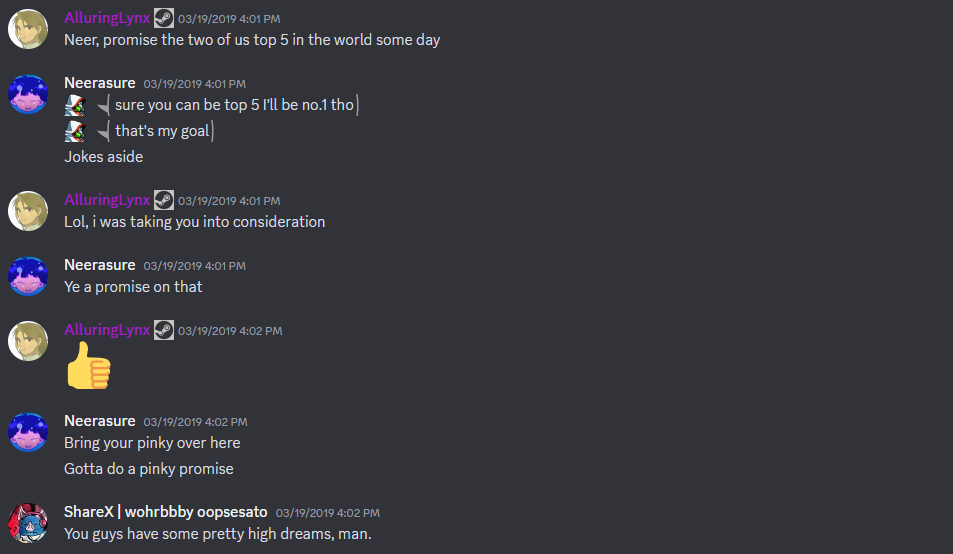 AlluringLynx 03/19/2019 4:01 PM
Neer, promise the two of us top 5 in the world some day
Neerasure 03/19/2019 4:01 PM
sure you can be top 5 I'll be no.1 tho
that's my goal
Jokes aside
AlluringLynx 03/19/2019 4:01 PM
Lol, i was taking you into consideration
Neerasure 03/19/2019 4:01 PM
Ye a promise on that
AlluringLynx 03/19/2019 4:02 PM
Neerasure 03/19/2019 4:02 PM
Bring your pinky over here
Gotta do a pinky promise
ShareX | wohrbbby oopsesato 03/19/2019 4:02 PM
You guys have some pretty high dreams, man.